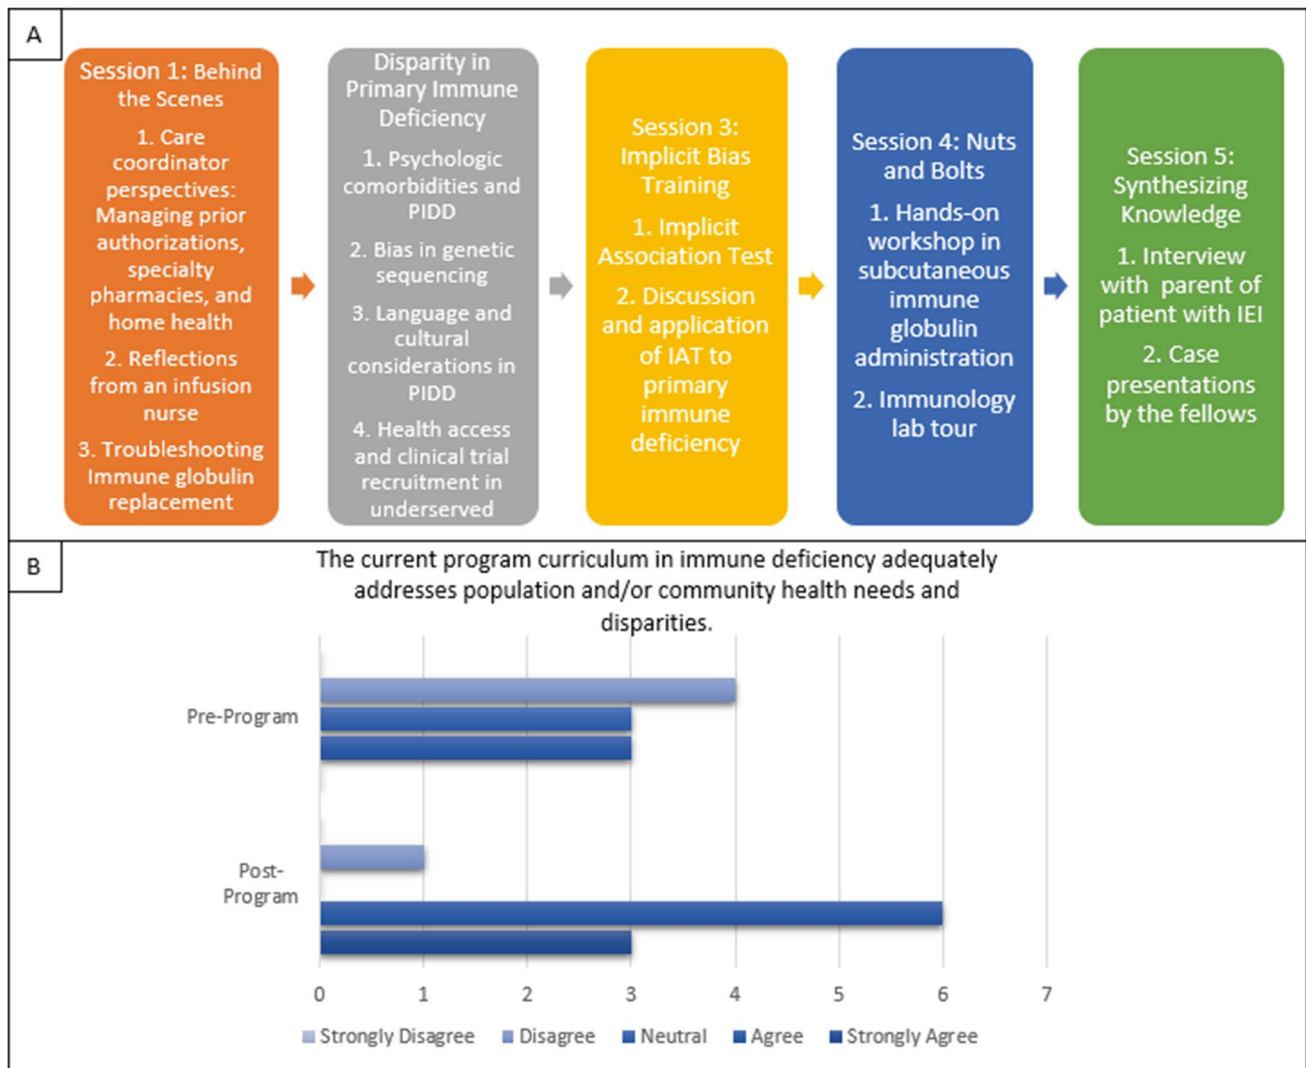 A
Session 1: Behind
the Scenes
1. Care
coordinator
perspectives:
Managing prior
authorizations,
specialty
pharmacies, and
home health
2. Reflections
from an infusion
nurse
3. Troubleshooting
Immune globulin
replacement
Disparity in
Primary Immune
Deficiency
1. Psychologic
comorbidities and
PIDD
2. Bias in genetic
sequencing
3. Language and
cultural
considerations in
PIDD
4. Health access
and clinical trial
recruitment in
underserved
Session 3:
Implicit Bias
Training
1. Implicit
Association Test
2. Discussion
and application
of IAT to
primary
immune
deficiency
Session 4: Nuts
and Bolts
1. Hands-on
workshop in
subcutaneous
immune
globulin
administration
2. Immunology
lab tour
Session 5:
Synthesizing
Knowledge
1. Interview
with parent of
patient with IEI
2. Case
presentations
by the fellows
B
The current program curriculum in immune deficiency adequately
addresses population and/or community health needs and
disparities.
Pre-Program
Post-
Program
0 1 2 3 4 5 6 7
Strongly Disagree Disagree Neutral Agree Strongly Agree